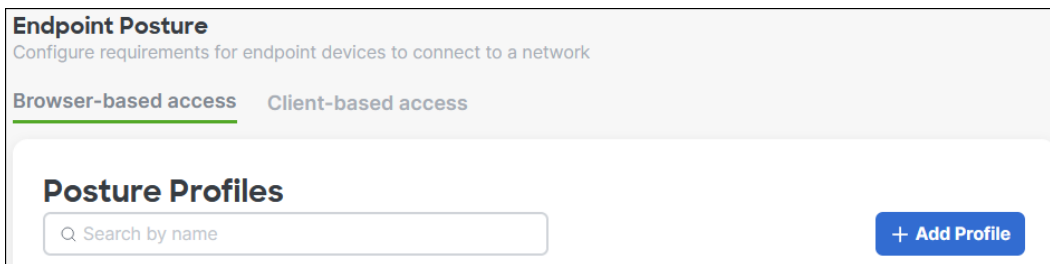 Endpoint Posture
Configure requirements for endpoint devices to connect to a network
Browser-based access Client-based access
Posture Profiles
Search by name
+ Add Profile